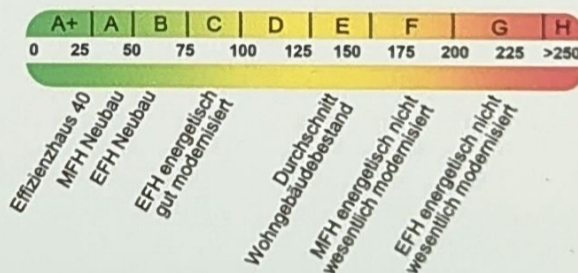 A+ A B C D E F G H
0 25 50 75 100 125 150 175 200 225 >250
Effizienzhaus 40
MFH Neubau
EFH Neubau
EFH energetisch
gut modernisiert
Durchschnitt
Wohngebäudebestand
MFH energetisch nicht
wesentlich modernisiert
EFH energetisch nicht
wesentlich modernisiert